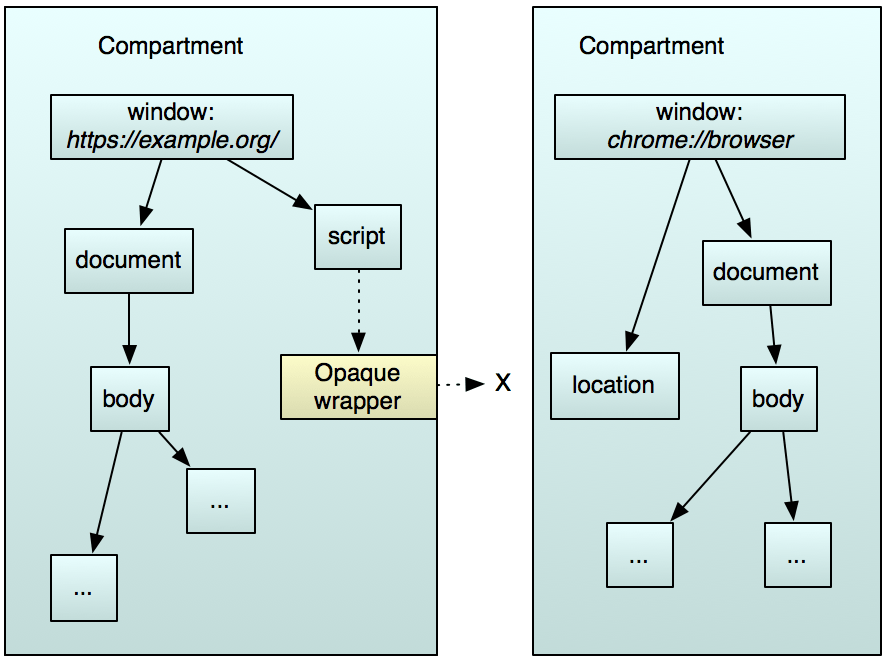 Compartment
window:
https://example.org/
document
script
Opaque
wrapper
body
...
...
X
Compartment
window:
chrome://browser
document
location
body
...
...